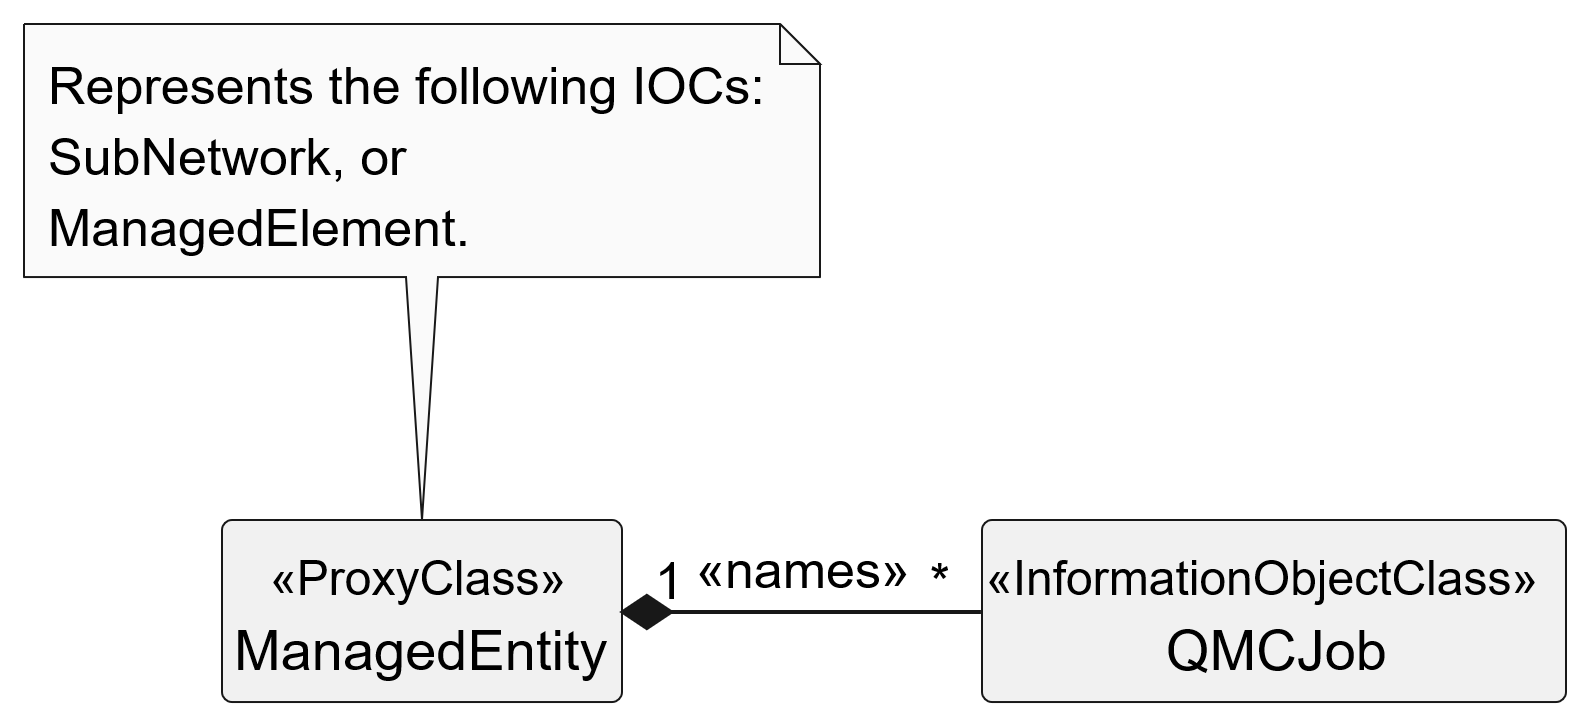 Represents the following IOCs:
SubNetwork, or
ManagedElement.
«ProxyClass»
ManagedEntity
1 «names» *
«InformationObjectClass»
QMCJob